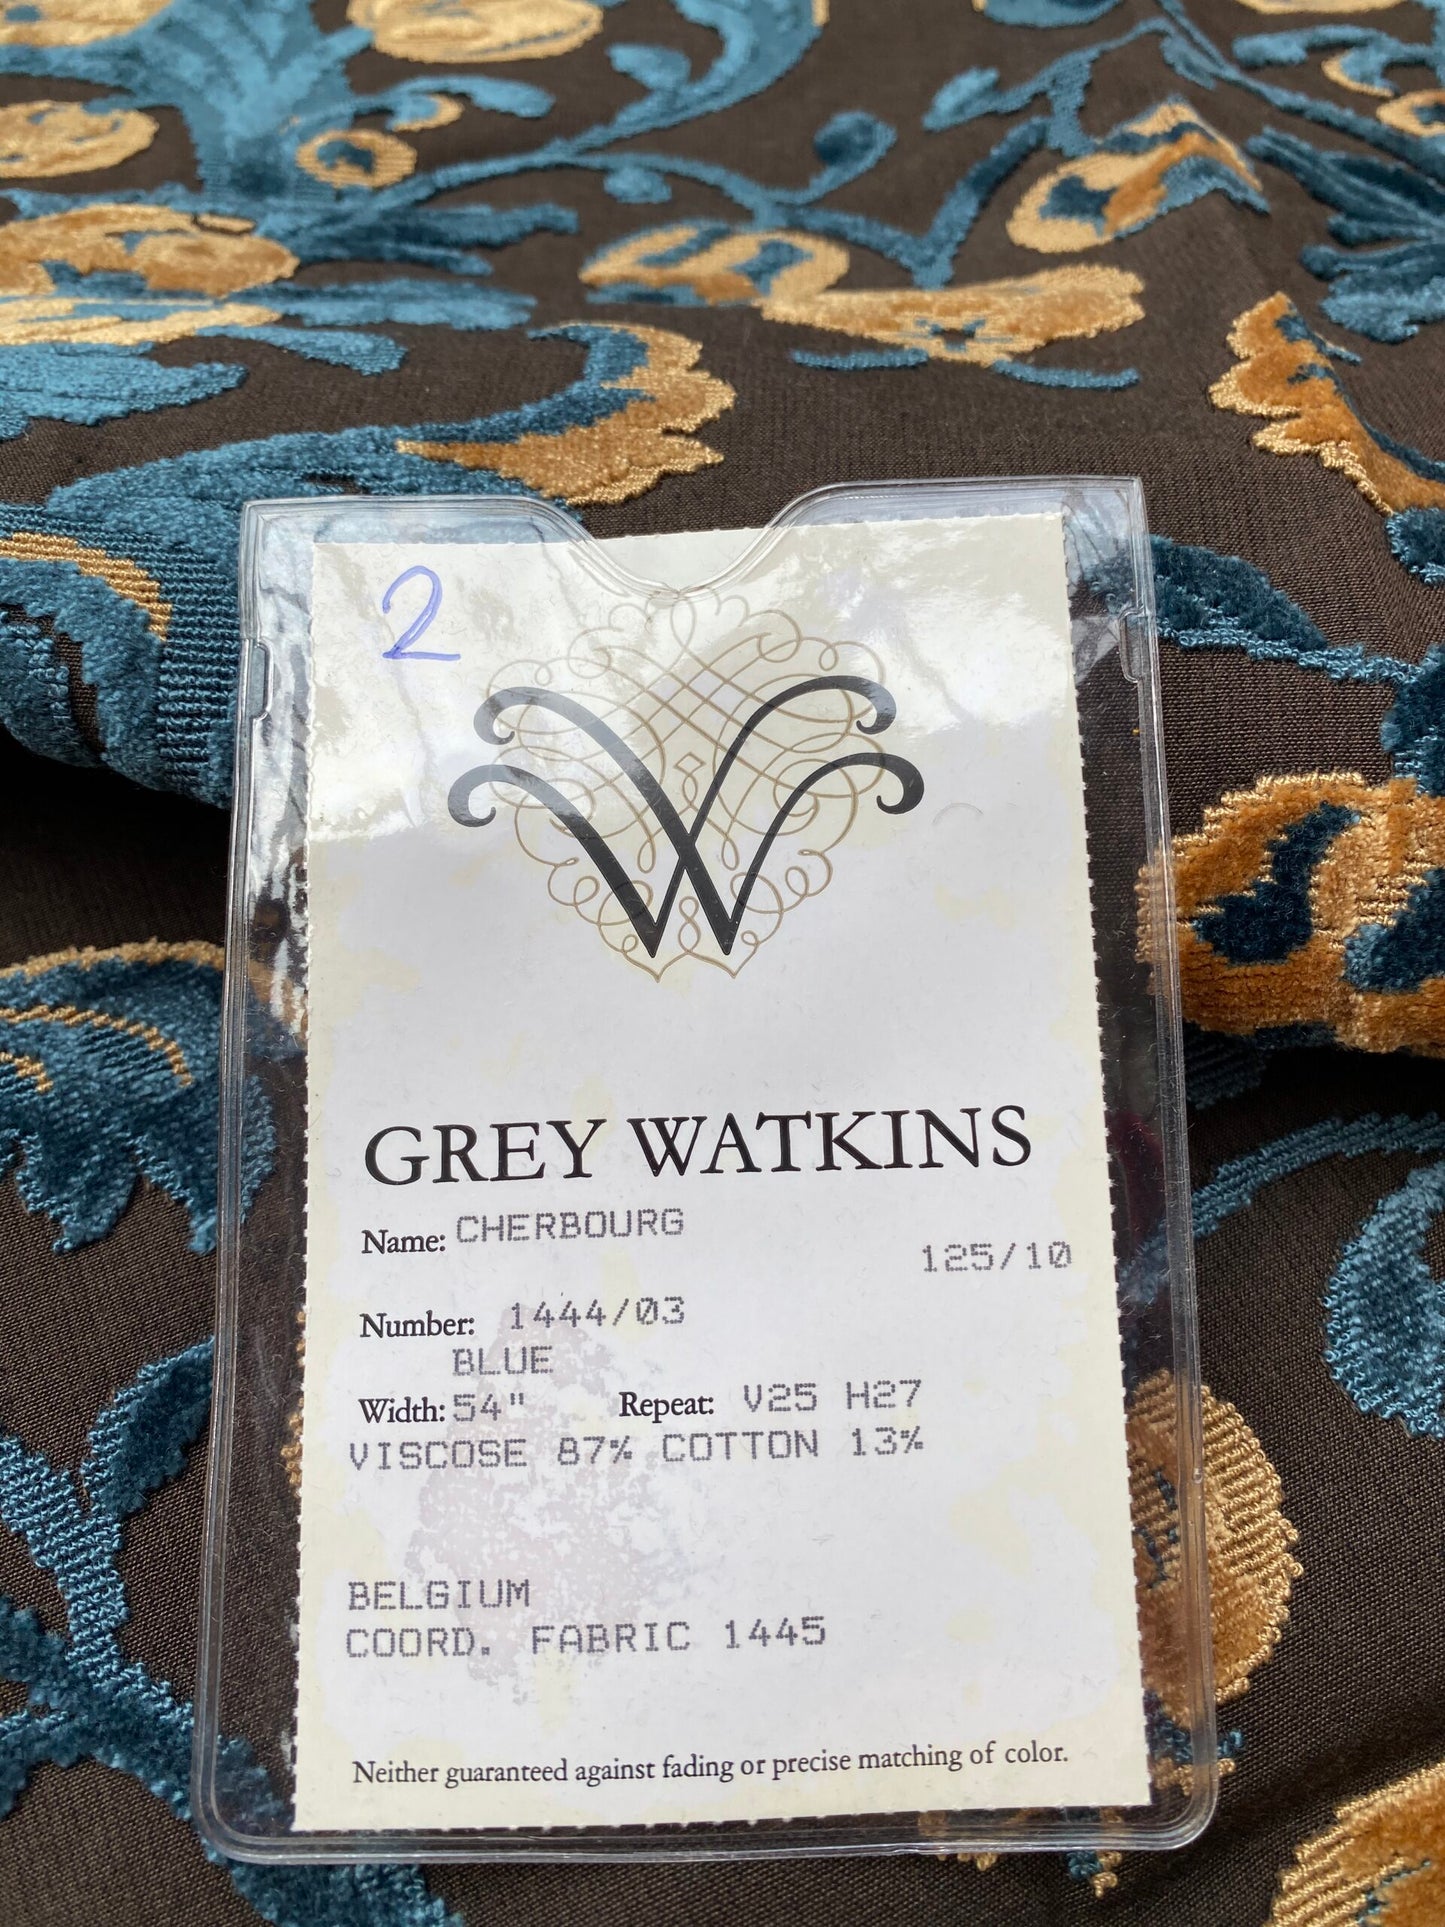 2
W
GREY WATKINS
Name: CHERBOURG
125/10
Number: 1444/03
BLUE
Width: 54" Repeat: V25 H27
VISCOSE 87% COTTON 13%
BELGIUM
COORD. FABRIC 1445
Neither guaranteed against fading or precise matching of color.